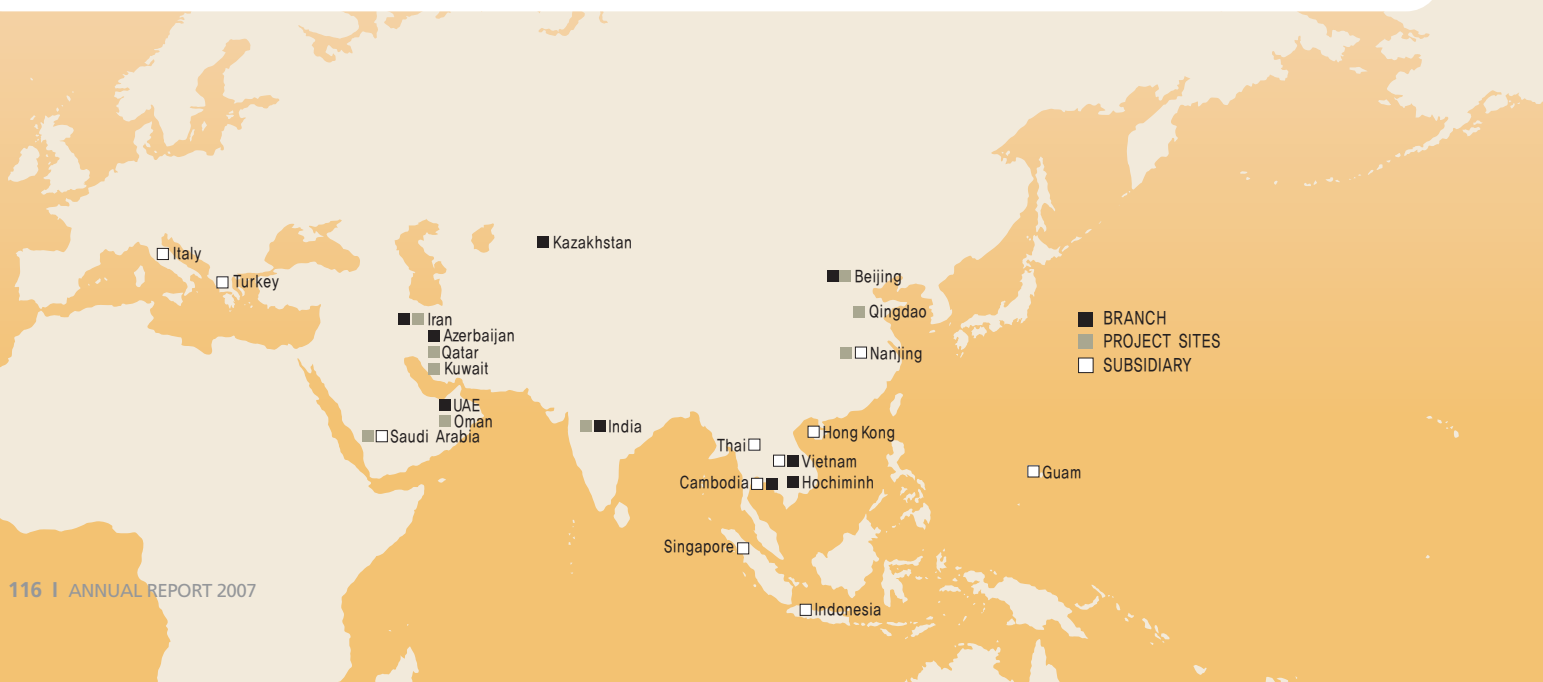 Kazakhstan
Italy
Turkey
Beijing
Qingdao
Nanjing
Iran
Azerbaijan
Qatar
Kuwait
UAE
Oman
Saudi Arabia
India
BRANCH
PROJECT SITES
SUBSIDIARY
Hong Kong
Thai
Vietnam
Cambodia
Hochiminh
Guam
Singapore
Indonesia
116 I ANNUAL REPORT 2007